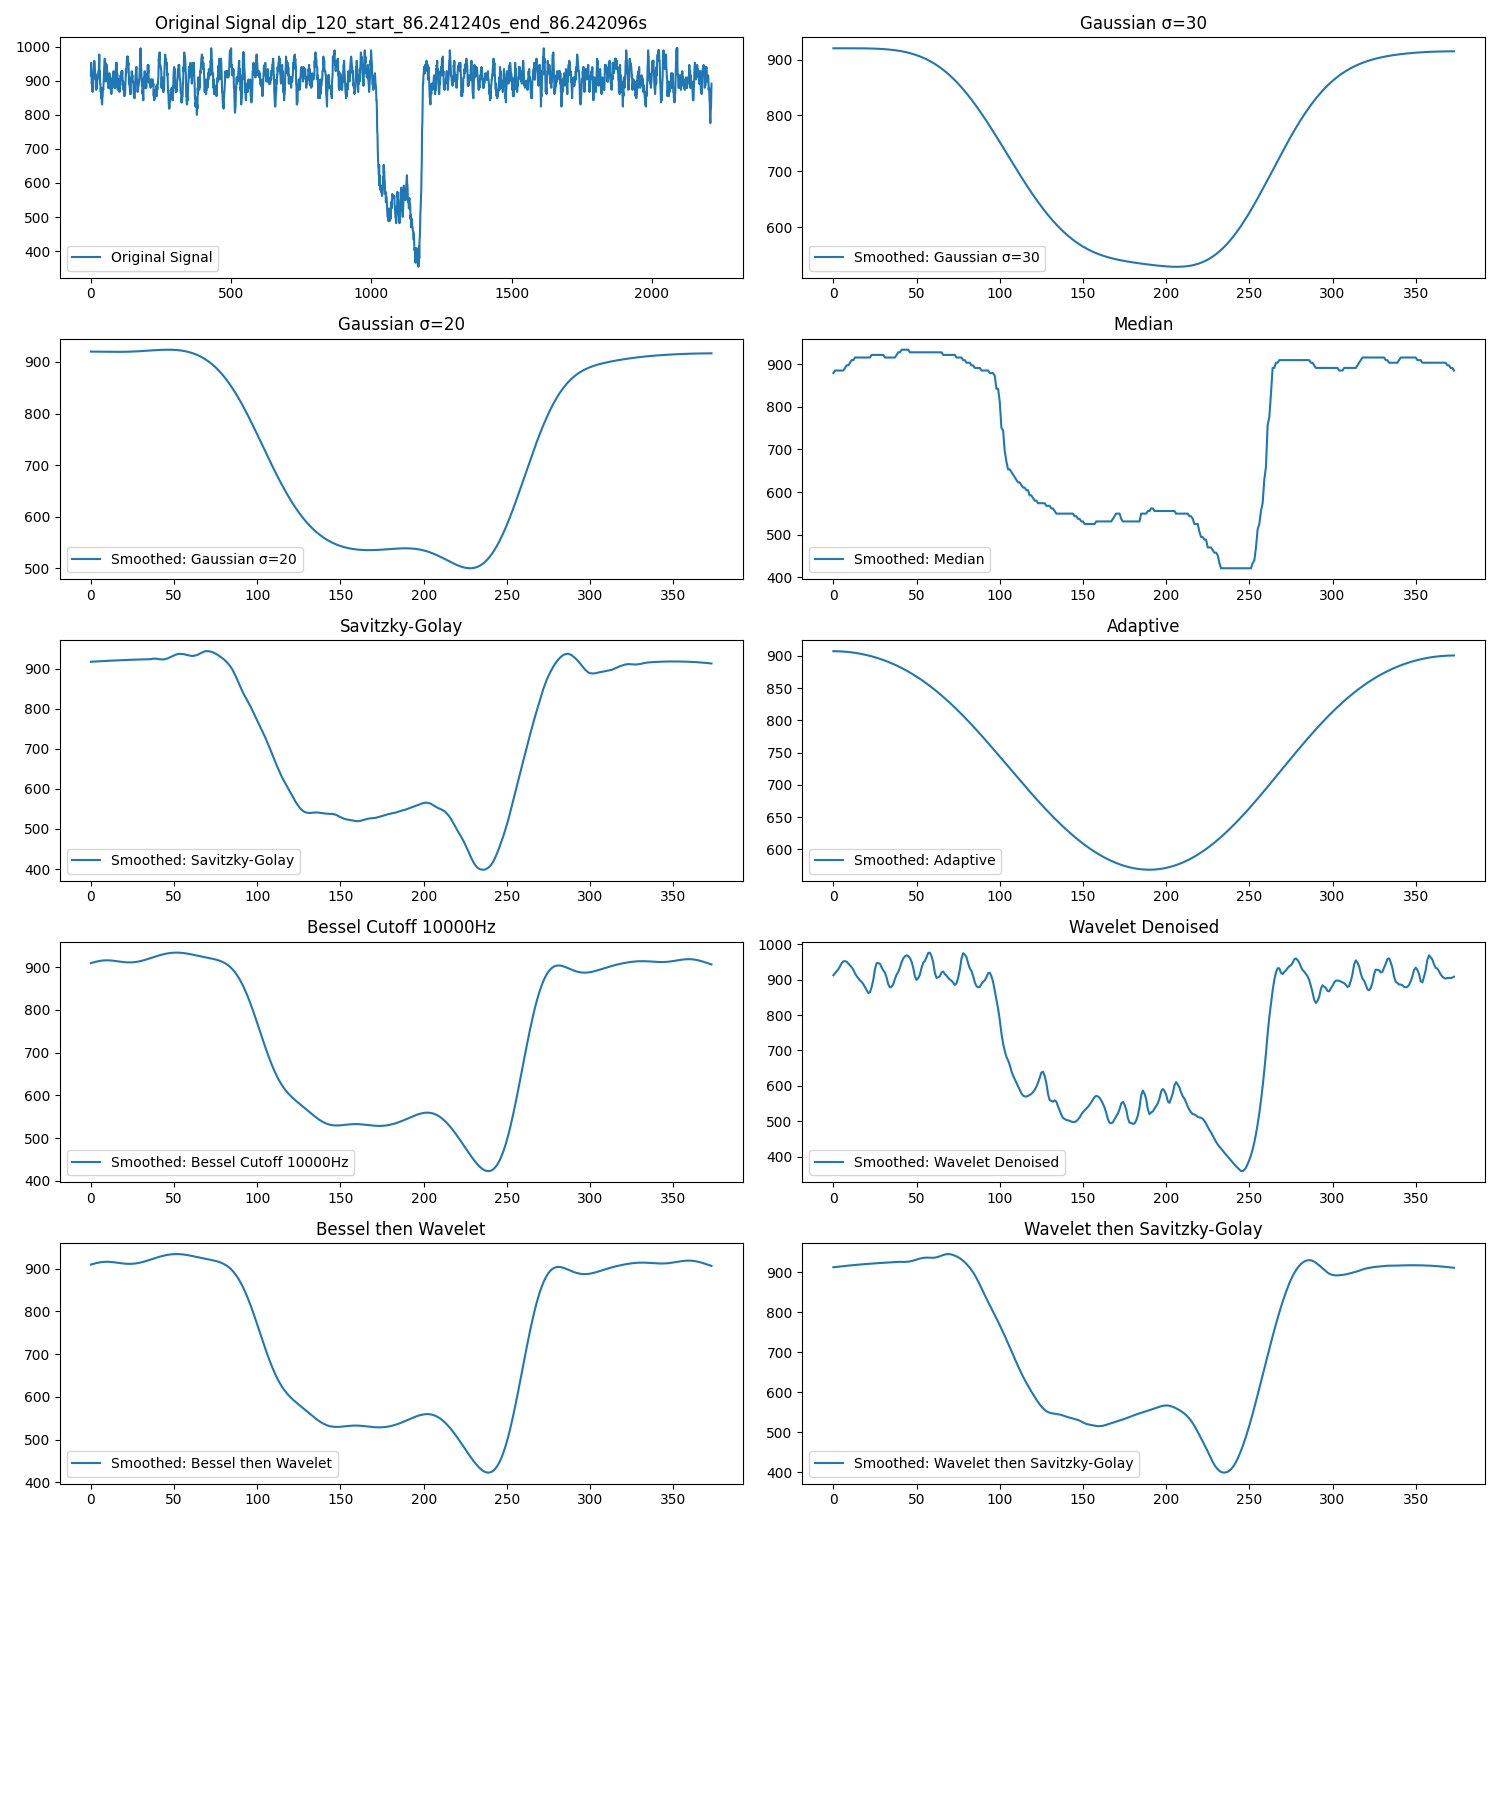 Original Signal dip_120_start_86.241240s_end_86.242096s
1000
900
800
700
600
500
400
Original Signal
0 500 1000 1500 2000
Gaussian σ=30
900
800
700
600
Smoothed: Gaussian σ=30
0 50 100 150 200 250 300 350
Gaussian σ=20
900
800
700
600
500
Smoothed: Gaussian σ=20
0 50 100 150 200 250 300 350
Median
900
800
700
600
500
400
Smoothed: Median
0 50 100 150 200 250 300 350
Savitzky-Golay
900
800
700
600
500
400
Smoothed: Savitzky-Golay
0 50 100 150 200 250 300 350
Adaptive
900
850
800
750
700
650
600
Smoothed: Adaptive
0 50 100 150 200 250 300 350
Bessel Cutoff 10000Hz
900
800
700
600
500
400
Smoothed: Bessel Cutoff 10000Hz
0 50 100 150 200 250 300 350
Wavelet Denoised
1000
900
800
700
600
500
400
Smoothed: Wavelet Denoised
0 50 100 150 200 250 300 350
Bessel then Wavelet
900
800
700
600
500
400
Smoothed: Bessel then Wavelet
0 50 100 150 200 250 300 350
Wavelet then Savitzky-Golay
900
800
700
600
500
400
Smoothed: Wavelet then Savitzky-Golay
0 50 100 150 200 250 300 350